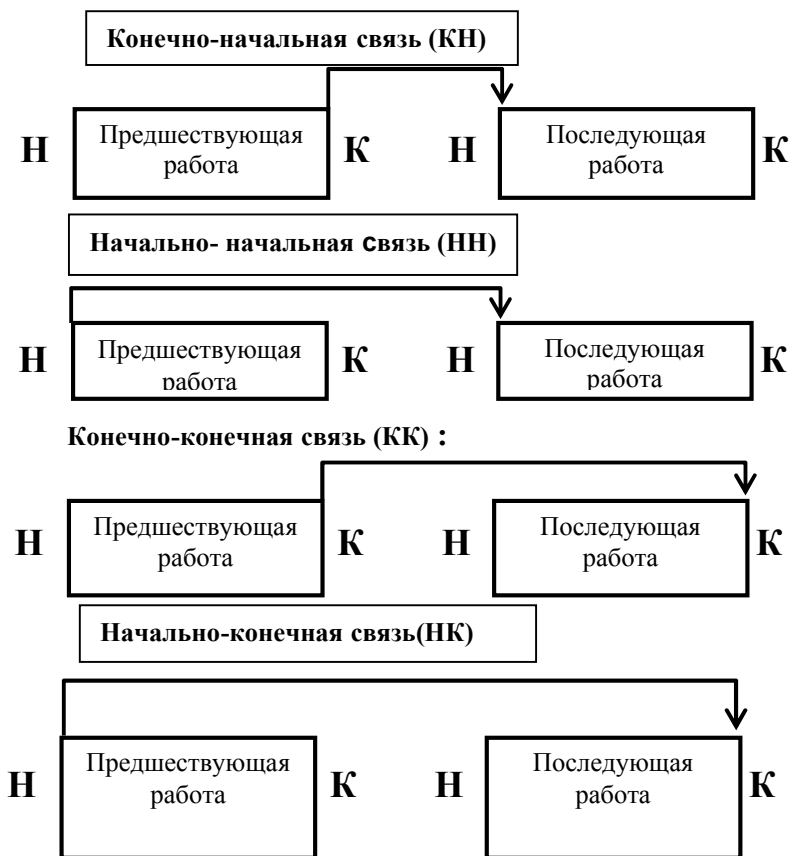 Конечно-начальная связь (КН)
Н Предшествующая работа К Н Последующая работа К
Начально- начальная связь (НН)
Н Предшествующая работа К Н Последующая работа К
Конечно-конечная связь (КК) :
Н Предшествующая работа К Н Последующая работа К
Начально-конечная связь(НК)
Н Предшествующая работа К Н Последующая работа К